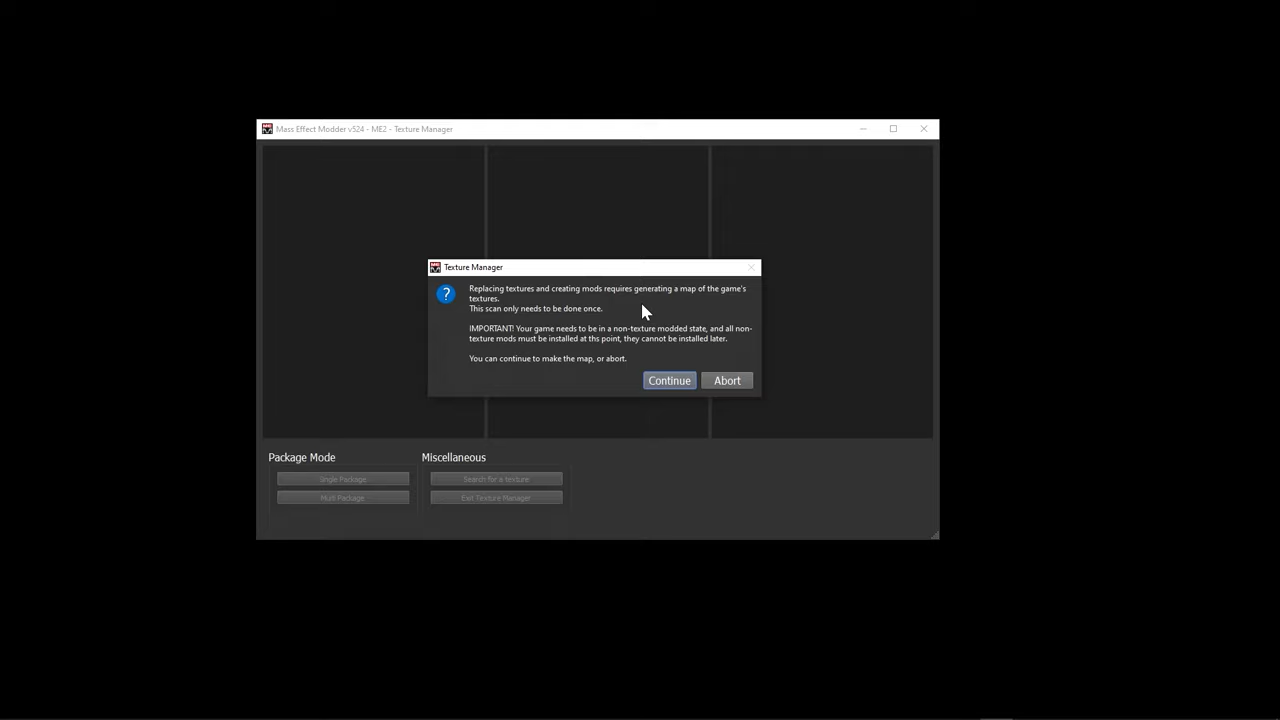 Mass Effect Modder v524 - ME2 - Texture Manager
Texture Manager
Replacing textures and creating mods requires generating a map of the game's
textures.
This scan only needs to be done once.
IMPORTANT! Your game needs to be in a non-texture modded state, and all non-
texture mods must be installed at ths point, they cannot be installed later.
You can continue to make the map, or abort.
Continue Abort
Package Mode
Single Package
Multi Package
Miscellaneous
Search for a texture
Exit Texture Manager